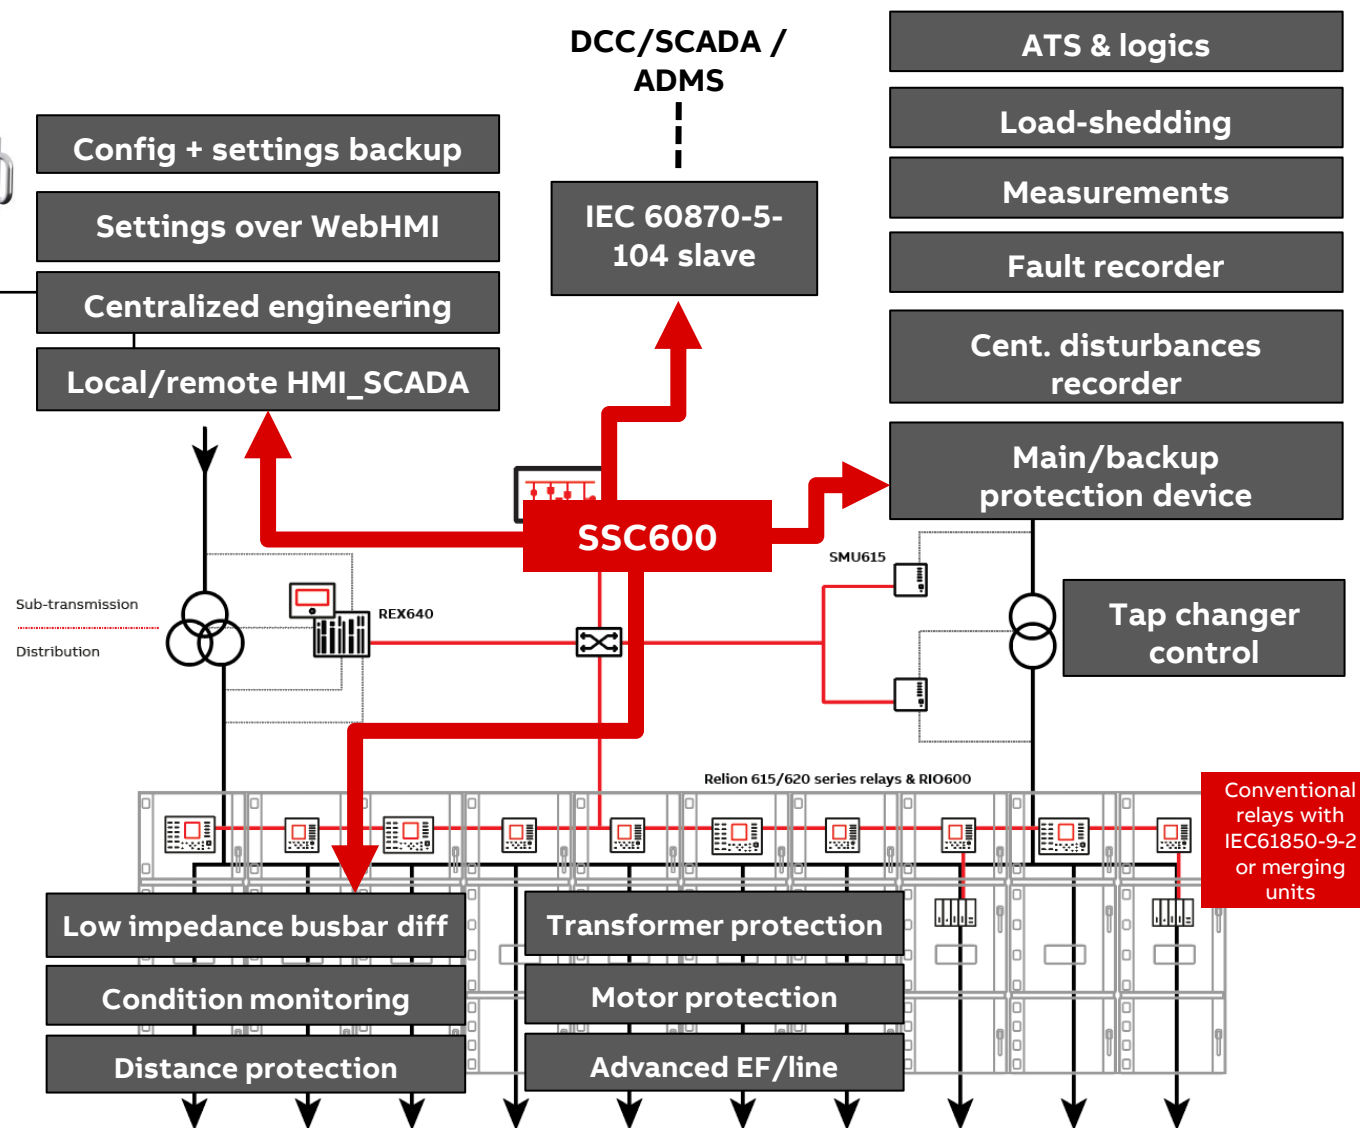 DCC/SCADA /
ADMS
ATS & logics
Load-shedding
Measurements
Fault recorder
Cent. disturbances
recorder
Main/backup
protection device
Config + settings backup
Settings over WebHMI
Centralized engineering
Local/remote HMI_SCADA
IEC 60870-5-
104 slave
SSC600
SMU615
REX640
Sub-transmission
Distribution
Tap changer
control
Relion 615/620 series relays & RIO600
Conventional
relays with
IEC61850-9-2
or merging
units
Low impedance busbar diff
Condition monitoring
Distance protection
Transformer protection
Motor protection
Advanced EF/line